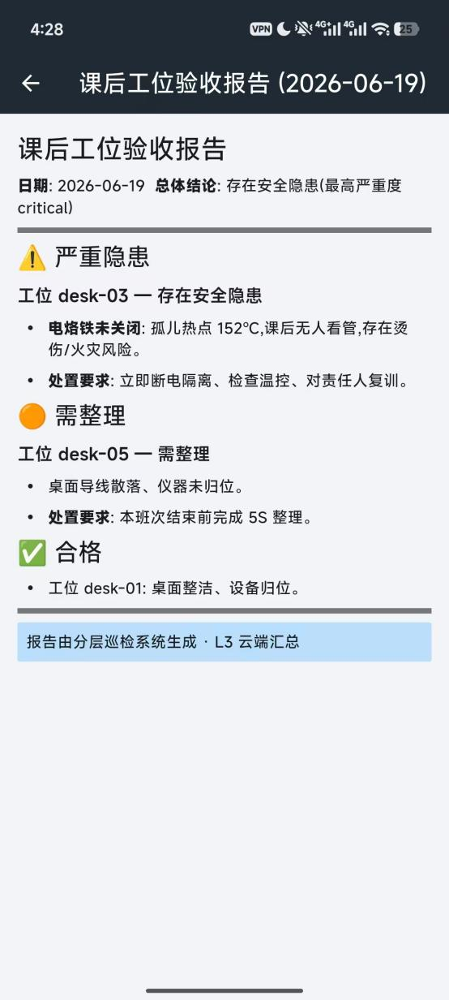 4:28
VPN 4G+ 4G 25
课后工位验收报告 (2026-06-19)
课后工位验收报告
日期: 2026-06-19 总体结论: 存在安全隐患(最高严重度
critical)
严重隐患
工位 desk-03 — 存在安全隐患
• 电烙铁未关闭: 孤儿热点 152°C,课后无人看管,存在烫
伤/火灾风险。
• 处置要求: 立即断电隔离、检查温控、对责任人复训。
需整理
工位 desk-05 — 需整理
• 桌面导线散落、仪器未归位。
• 处置要求: 本班次结束前完成 5S 整理。
合格
• 工位 desk-01: 桌面整洁、设备归位。
报告由分层巡检系统生成 · L3 云端汇总